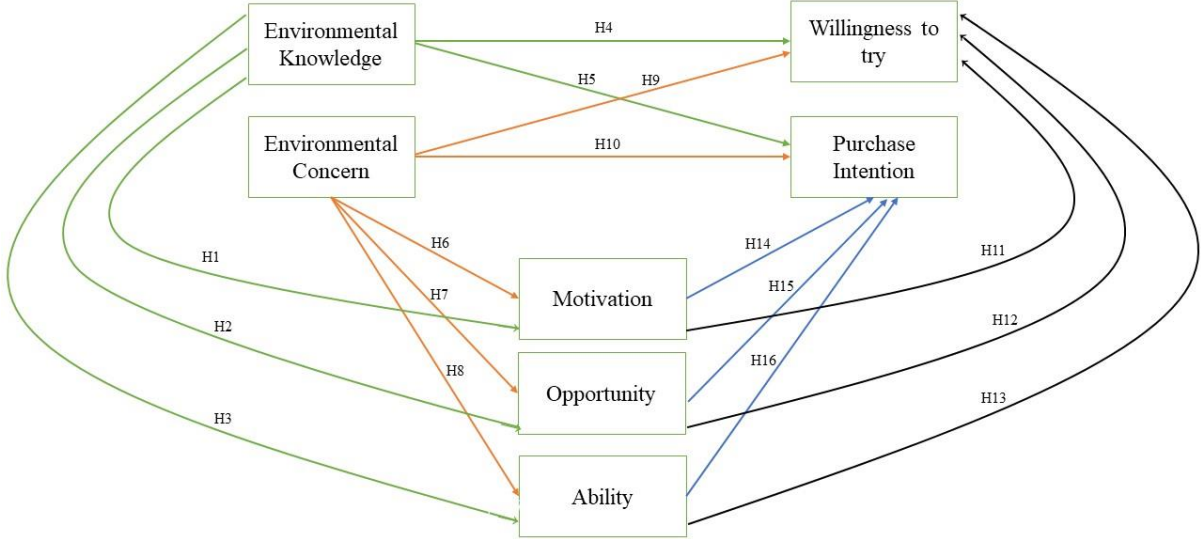 Environmental
Knowledge
H4
Willingness to
try
H5
H9
Environmental
Concern
H10
Purchase
Intention
H6
H14
H1
H11
Motivation
H7
H15
H2
H12
H8
H16
Opportunity
H3
H13
Ability